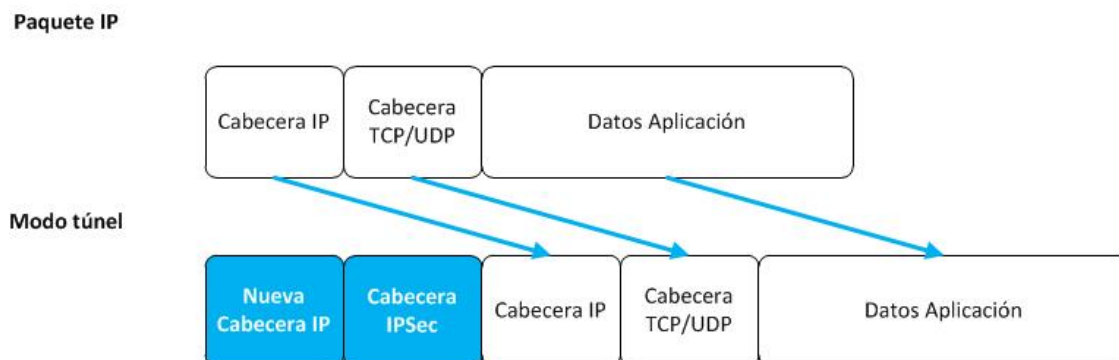 Paquete IP
Cabecera IP
Cabecera
TCP/UDP
Datos Aplicación
Modo túnel
Nueva
Cabecera IP
Cabecera
IPSec
Cabecera IP
Cabecera
TCP/UDP
Datos Aplicación